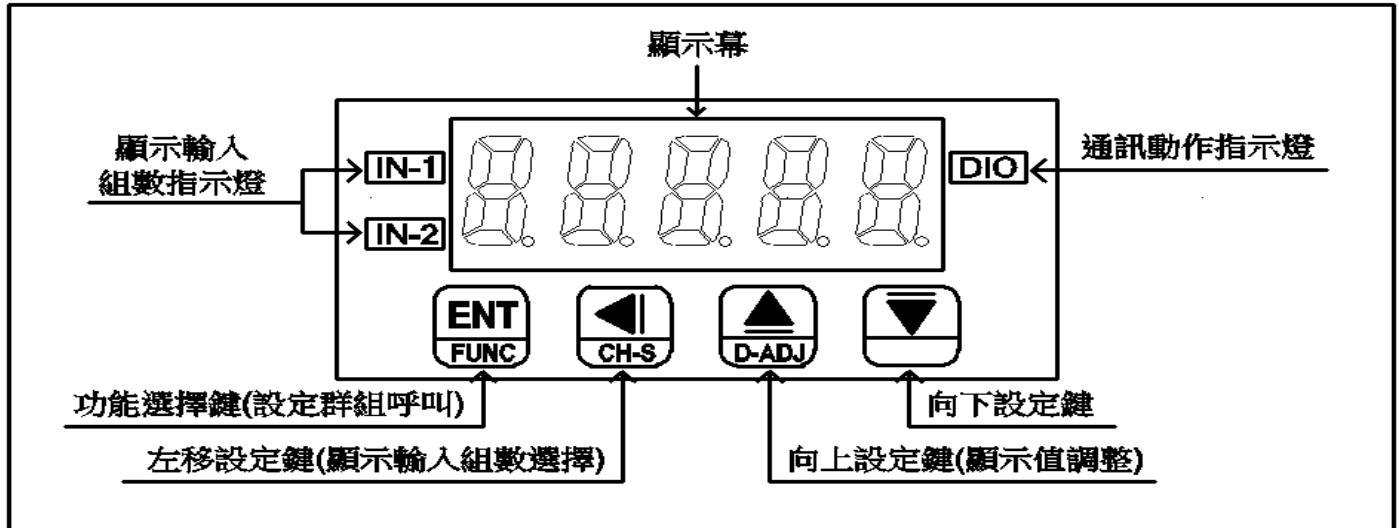 顯示幕
顯示輸入
組數指示燈
IN-1
IN-2
DIO
通訊動作指示燈
ENT
FUNC
CH-S
D-ADJ
功能選擇鍵(設定群組呼叫)
向下設定鍵
左移設定鍵(顯示輸入組數選擇)
向上設定鍵(顯示值調整)